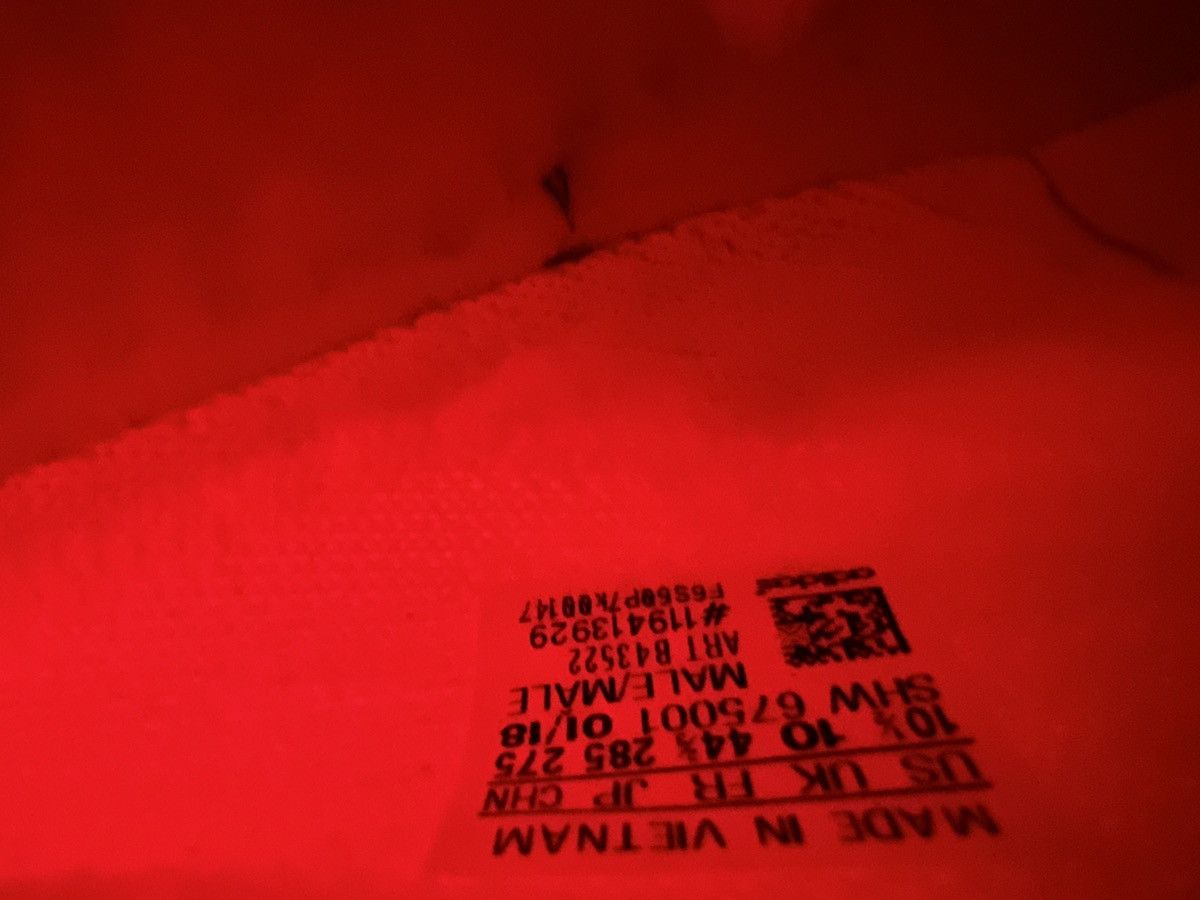 MADE IN VIETNAM
US UK FR JP CHN
10½ 10 44⅔ 285 275
SHW 675001 01/18
MALE/MALE
ART B43522
#119413929
F6S60P7k00147
adidas